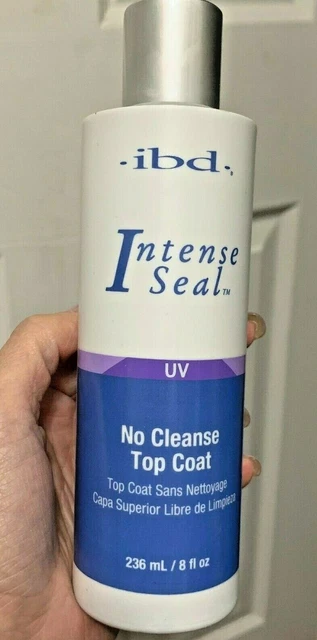 ·ibd·
Intense
Seal™
UV
No Cleanse
Top Coat
Top Coat Sans Nettoyage
Capa Superior Libre de Limpieza
236 mL / 8 fl oz